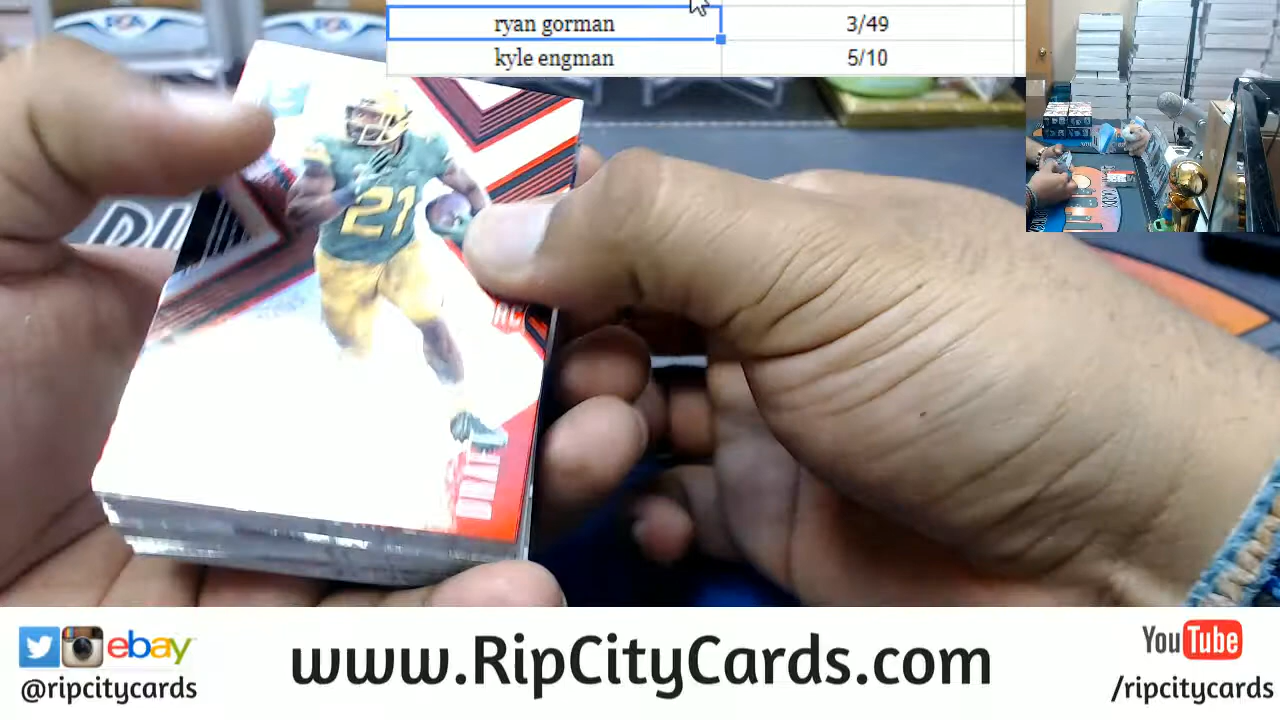 ryan gorman 3/49
kyle engman 5/10
21
RC
ebay
@ripcitycards
www.RipCityCards.com
YouTube
/ripcitycards